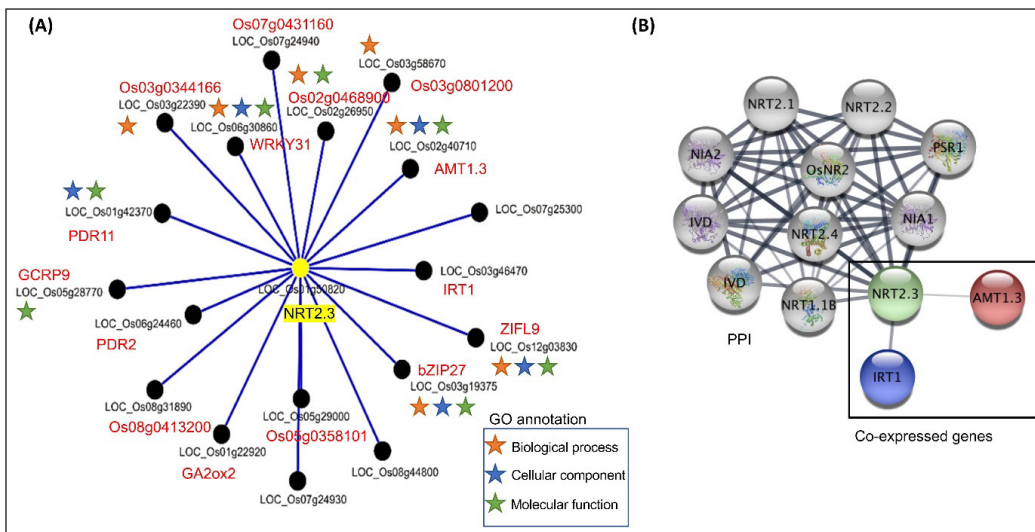 (A)
Os07g0431160
LOC_Os07g24940
LOC_Os03g58670
Os03g0801200
Os03g0344166
LOC_Os03g22390
LOC_Os06g30860
WRKY31
Os02g0468900
LOC_Os02g26950
LOC_Os02g40710
AMT1.3
LOC_Os01g42370
PDR11
LOC_Os07g25300
GCRP9
LOC_Os05g28770
LOC_Os03g46470
IRT1
LOC_Os01g50820
NRT2.3
LOC_Os06g24460
PDR2
ZIFL9
LOC_Os12g03830
bZIP27
LOC_Os03g19375
LOC_Os08g31890
Os08g0413200
LOC_Os05g29000
Os05g0358101
LOC_Os01g22920
GA2ox2
LOC_Os08g44800
LOC_Os07g24930
GO annotation
Biological process
Cellular component
Molecular function
(B)
NRT2.1
NRT2.2
NIA2
PSR1
OsNR2
IVD
NIA1
NRT2.4
IVD
NRT1.1B
NRT2.3
AMT1.3
PPI
IRT1
Co-expressed genes